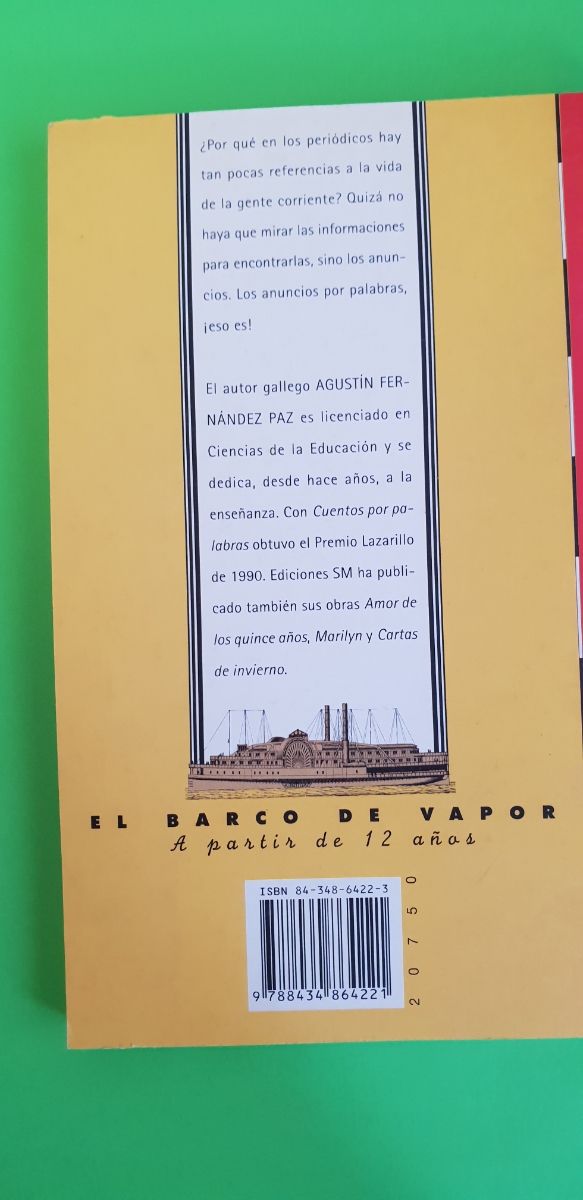 ¿Por qué en los periódicos hay
tan pocas referencias a la vida
de la gente corriente? Quizá no
haya que mirar las informaciones
para encontrarlas, sino los anun-
cios. Los anuncios por palabras,
¡eso es!
El autor gallego AGUSTÍN FER-
NÁNDEZ PAZ es licenciado en
Ciencias de la Educación y se
dedica, desde hace años, a la
enseñanza. Con Cuentos por pa-
labras obtuvo el Premio Lazarillo
de 1990. Ediciones SM ha publi-
cado también sus obras Amor de
los quince años, Marilyn y Cartas
de invierno.
EL BARCO DE VAPOR
A partir de 12 años
ISBN 84-348-6422-3
9 788434 864221
20750